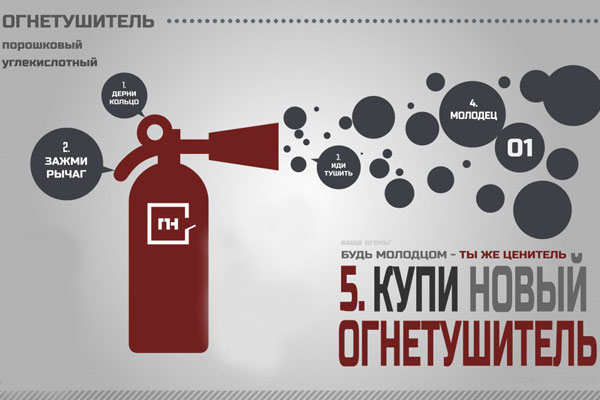 ОГНЕТУШИТЕЛЬ
порошковый
углекислотный
1.
ДЕРНИ
КОЛЬЦО
2.
ЗАЖМИ
РЫЧАГ
3.
ИДИ
ТУШИТЬ
4.
МОЛОДЕЦ
01
ПН
ваще огонь!
БУДЬ МОЛОДЦОМ - ТЫ ЖЕ ЦЕНИТЕЛЬ
5. КУПИ НОВЫЙ
ОГНЕТУШИТЕЛЬ